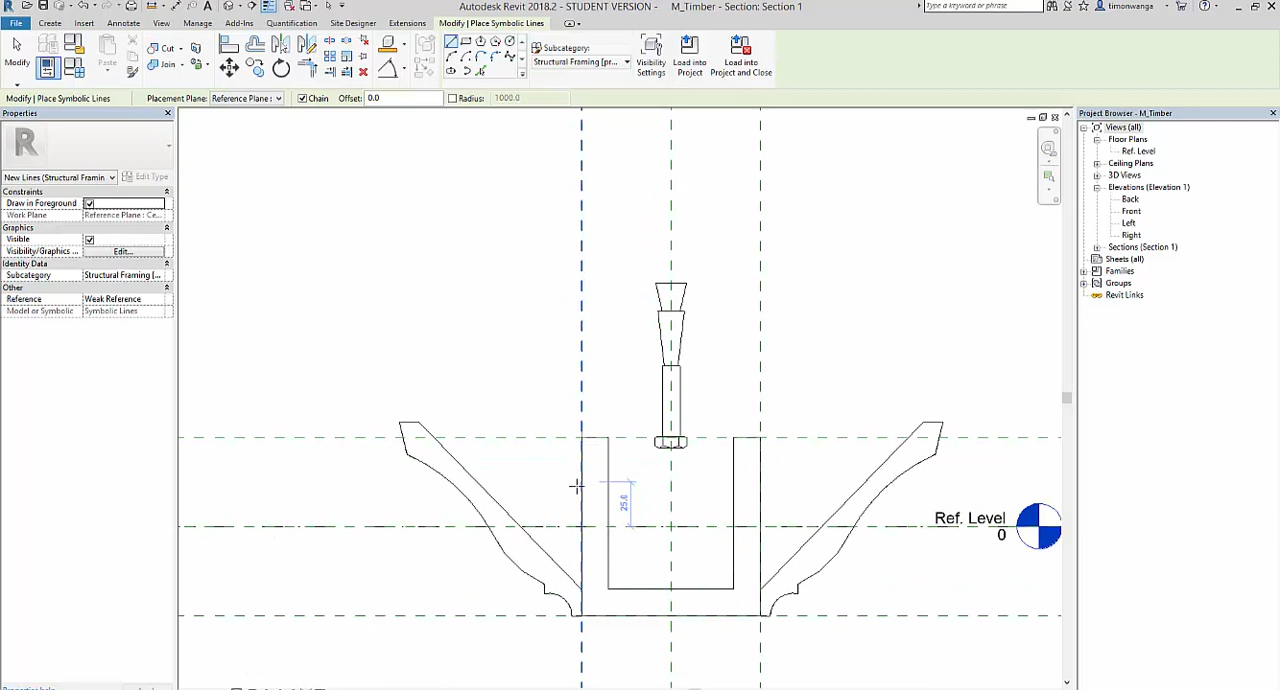 Autodesk Revit 2018.2 - STUDENT VERSION - M_Timber - Section: Section 1
Type a keyword or phrase
timonwanga
File Create Annotate Insert View Manage Add-Ins Quantification Site Designer Extensions Modify | Place Symbolic Lines
Modify
Paste
Cut
Join
Subcategory:
Structural Framing [pr...
Visibility Settings
Load into Project
Load into Project and Close
Modify | Place Symbolic Lines Placement Plane: Reference Plane : Chain Offset: 0.0 Radius: 1000.0
Properties
New Lines (Structural Framin
Edit Type
Constraints
Draw in Foreground
Work Plane Reference Plane : Ce...
Graphics
Visible
Visibility/Graphics ... Edit...
Identity Data
Subcategory Structural Framing [...
Other
Reference Weak Reference
Model or Symbolic Symbolic Lines
Properties help
25.0
Ref. Level
0
Project Browser - M_Timber
Views (all)
Floor Plans
Ref. Level
Ceiling Plans
3D Views
Elevations (Elevation 1)
Back
Front
Left
Right
Sections (Section 1)
Sheets (all)
Families
Groups
Revit Links